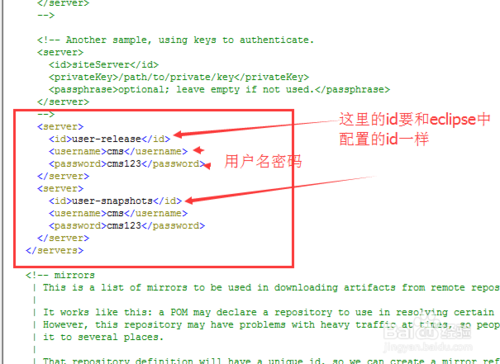 </server>
-->
<!-- Another sample, using keys to authenticate.
<server>
<id>siteServer</id>
<privateKey>/path/to/private/key</privateKey>
<passphrase>optional; leave empty if not used.</passphrase>
</server>
-->
<server>
<id>user-release</id>
<username>cms</username>
<password>cms123</password>
</server>
<server>
<id>user-snapshots</id>
<username>cms</username>
<password>cms123</password>
</server>
</servers>
这里的id要和eclipse中
配置的id一样
用户名密码
<!-- mirrors
| This is a list of mirrors to be used in downloading artifacts from remote repos
|
| It works like this: a POM may declare a repository to use in resolving certain
| However, this repository may have problems with heavy traffic at times, so peop
| it to several places.
|
| That repository definition will have a unique id, so we can create a mirror ref
Baidu 经验
jingyan.baidu.com